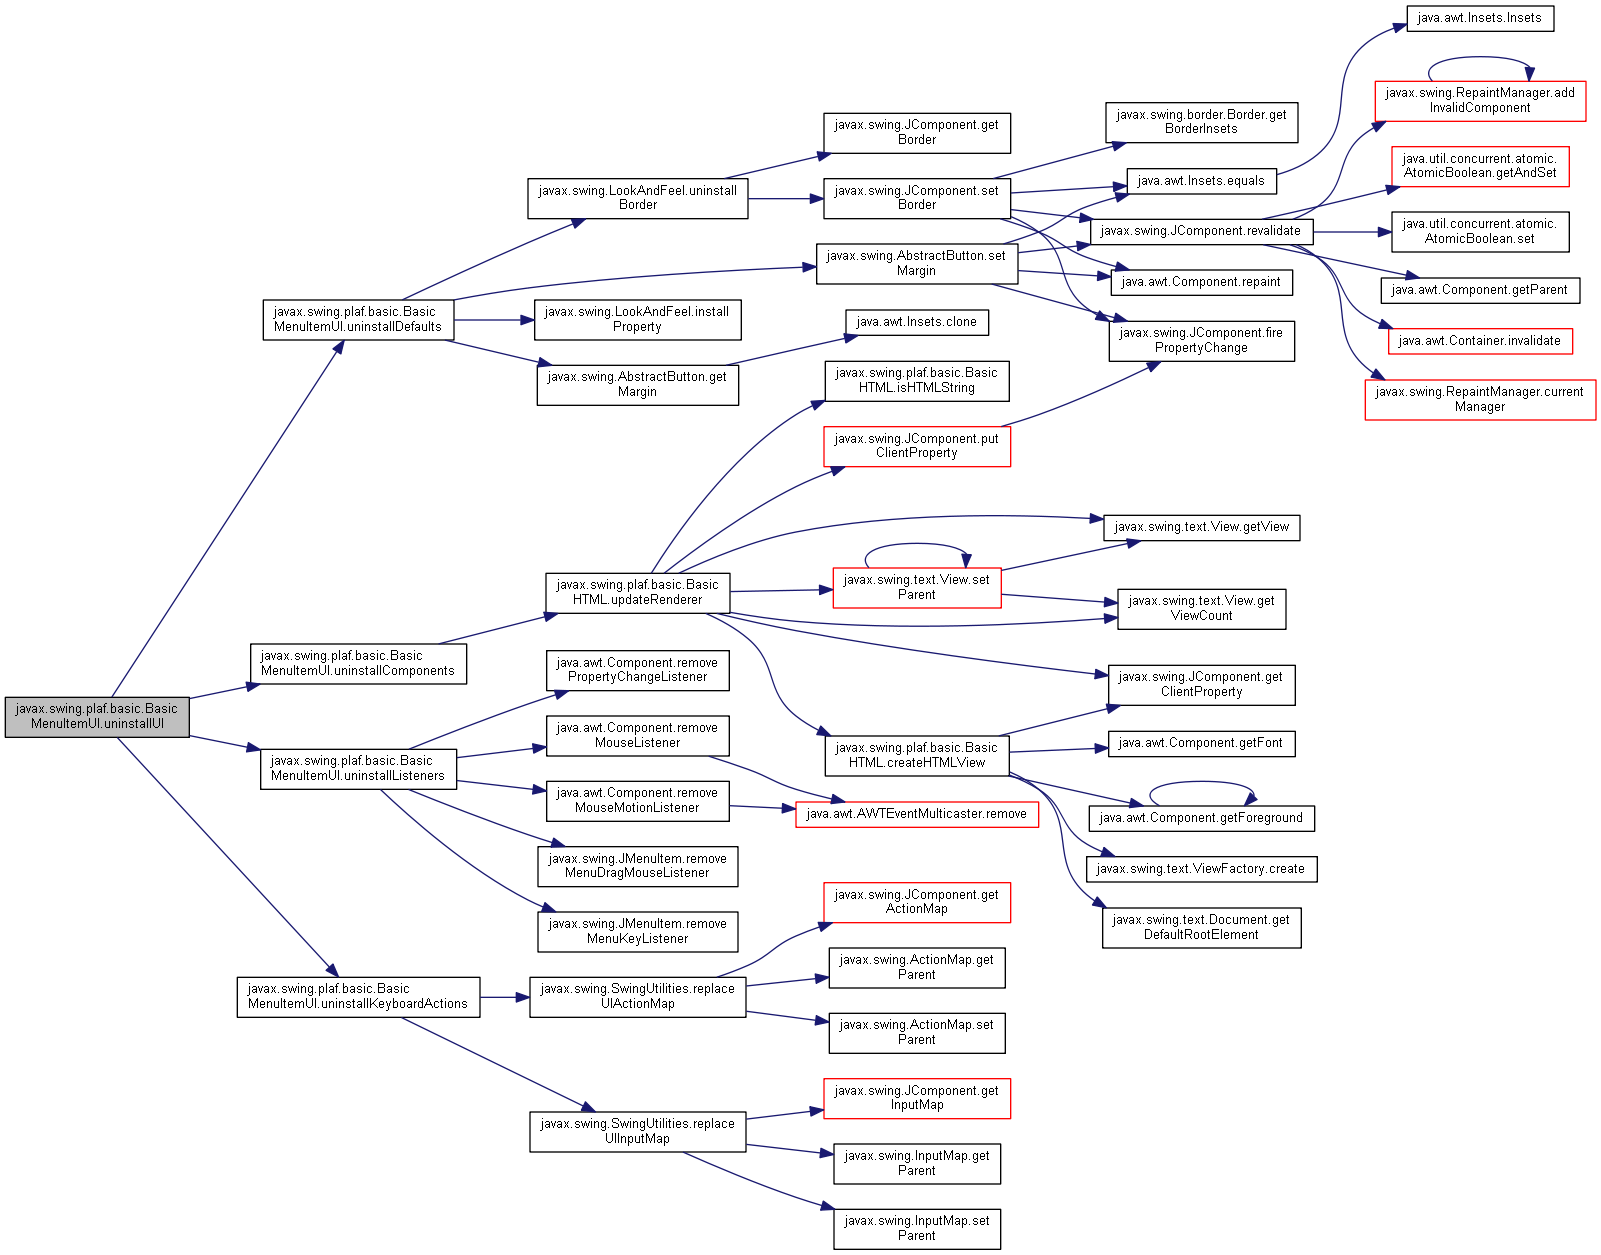 javax.swing.plaf.basic.Basic
MenuItemUI.uninstallUI
javax.swing.plaf.basic.Basic
MenuItemUI.uninstallDefaults
javax.swing.plaf.basic.Basic
MenuItemUI.uninstallComponents
javax.swing.plaf.basic.Basic
MenuItemUI.uninstallListeners
javax.swing.plaf.basic.Basic
MenuItemUI.uninstallKeyboardActions
javax.swing.LookAndFeel.uninstall
Border
javax.swing.LookAndFeel.install
Property
javax.swing.AbstractButton.get
Margin
javax.swing.plaf.basic.Basic
HTML.updateRenderer
java.awt.Component.remove
PropertyChangeListener
java.awt.Component.remove
MouseListener
java.awt.Component.remove
MouseMotionListener
javax.swing.JMenuItem.remove
MenuDragMouseListener
javax.swing.JMenuItem.remove
MenuKeyListener
javax.swing.SwingUtilities.replace
UIActionMap
javax.swing.SwingUtilities.replace
UIInputMap
javax.swing.JComponent.get
Border
javax.swing.JComponent.set
Border
javax.swing.AbstractButton.set
Margin
java.awt.Insets.clone
javax.swing.plaf.basic.Basic
HTML.isHTMLString
javax.swing.JComponent.put
ClientProperty
javax.swing.text.View.set
Parent
javax.swing.plaf.basic.Basic
HTML.createHTMLView
java.awt.AWTEventMulticaster.remove
javax.swing.JComponent.get
ActionMap
javax.swing.ActionMap.get
Parent
javax.swing.ActionMap.set
Parent
javax.swing.JComponent.get
InputMap
javax.swing.InputMap.get
Parent
javax.swing.InputMap.set
Parent
javax.swing.border.Border.get
BorderInsets
java.awt.Insets.equals
javax.swing.JComponent.revalidate
java.awt.Component.repaint
javax.swing.JComponent.fire
PropertyChange
javax.swing.text.View.getView
javax.swing.text.View.get
ViewCount
javax.swing.JComponent.get
ClientProperty
java.awt.Component.getFont
java.awt.Component.getForeground
javax.swing.text.ViewFactory.create
javax.swing.text.Document.get
DefaultRootElement
java.awt.Insets.Insets
javax.swing.RepaintManager.add
InvalidComponent
java.util.concurrent.atomic.
AtomicBoolean.getAndSet
java.util.concurrent.atomic.
AtomicBoolean.set
java.awt.Component.getParent
java.awt.Container.invalidate
javax.swing.RepaintManager.current
Manager